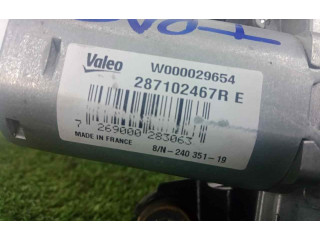 Valeo W000029654
287102467R E
7 269000 283063
MADE IN FRANCE S/N-240 351-19